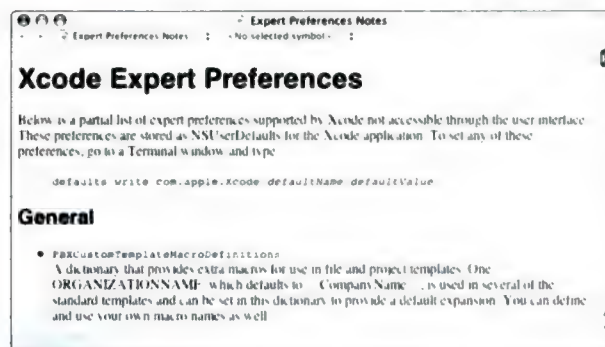 Expert Preferences Notes
Expert Preferences Notes : - No selected symbol - :
Xcode Expert Preferences
Below is a partial list of expert preferences supported by Xcode not accessible through the user interface
These preferences are stored as NSUserDefaults for the Xcode application. To set any of these
preferences, go to a Terminal window and type
defaults write com.apple.Xcode defaultName defaultValue
General
• PBXCustomTemplateMacroDefinitions
A dictionary that provides extra macros for use in file and project templates. One
ORGANIZATIONNAME which defaults to CompanyName , is used in several of the
standard templates and can be set in this dictionary to provide a default expansion. You can define
and use your own macro names as well